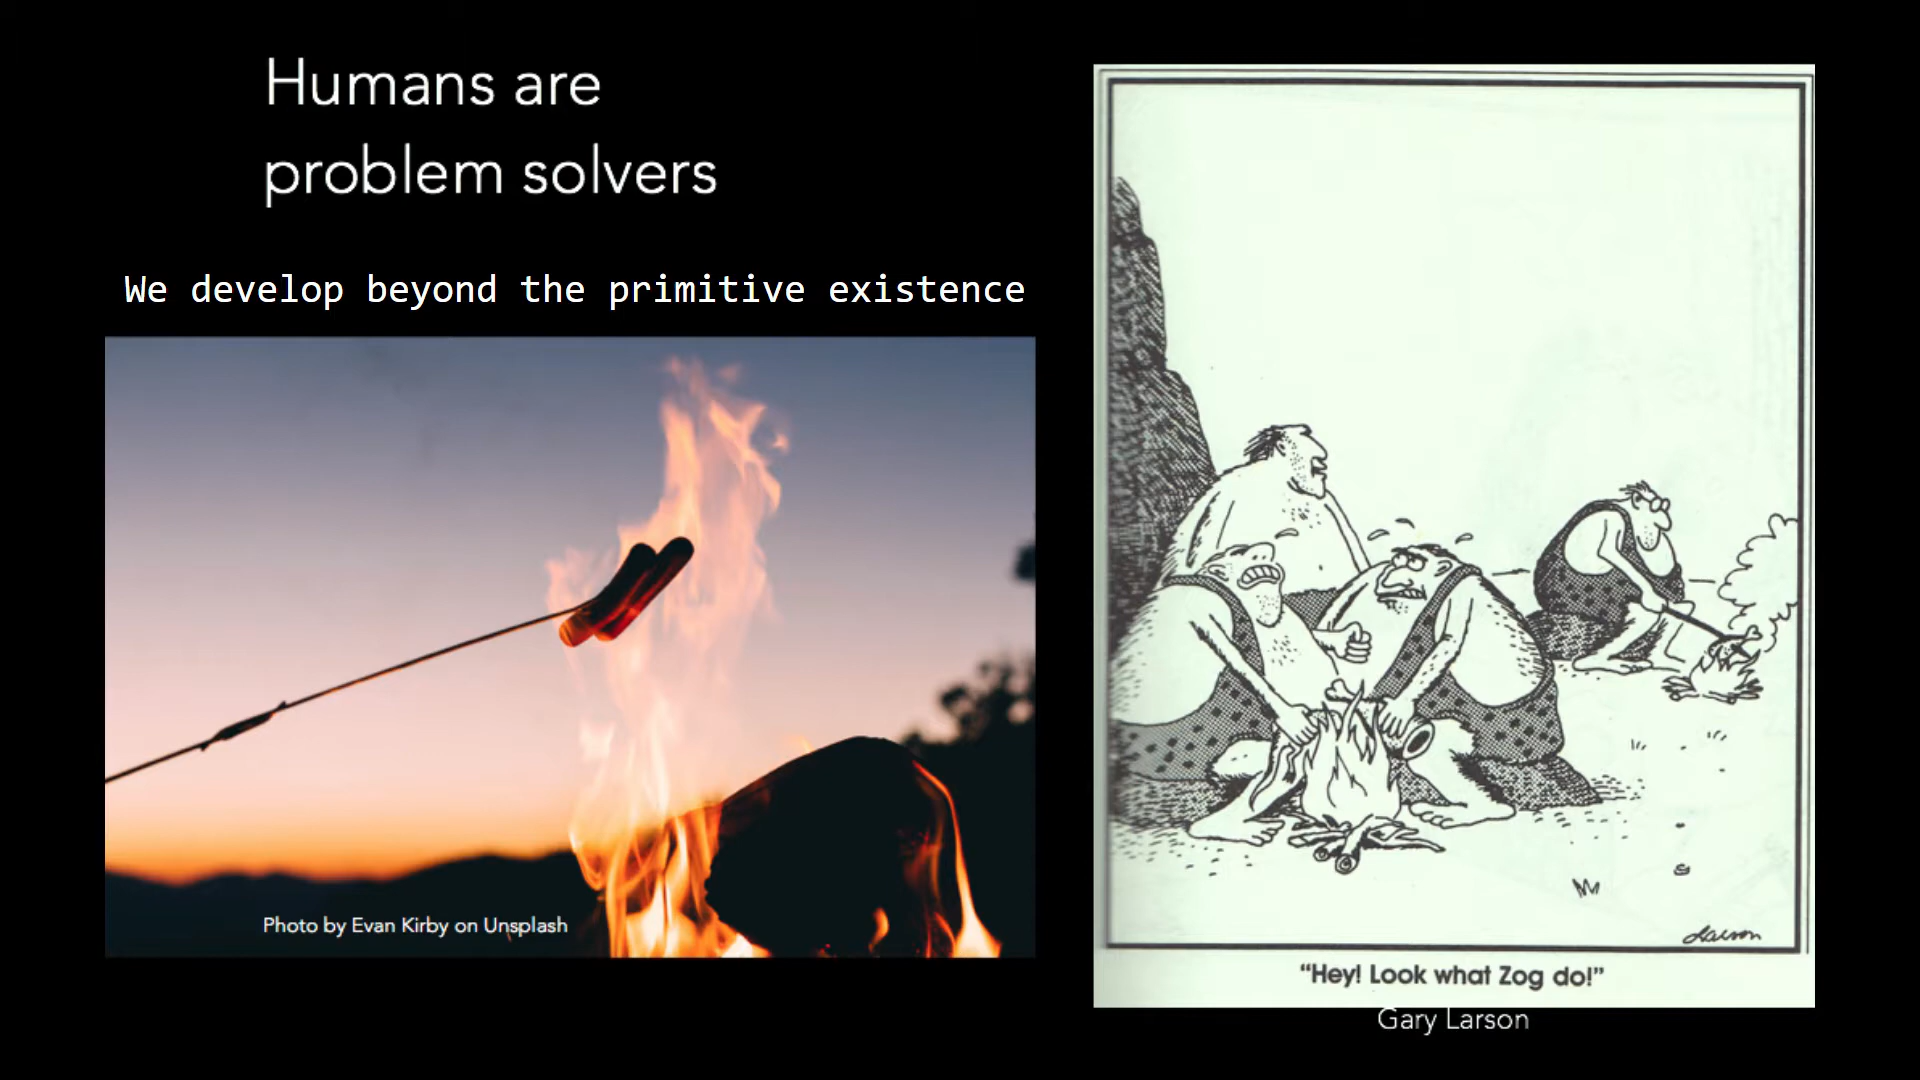 Humans are
problem solvers
We develop beyond the primitive existence
Photo by Evan Kirby on Unsplash
Larson
“Hey! Look what Zog do!”
Gary Larson